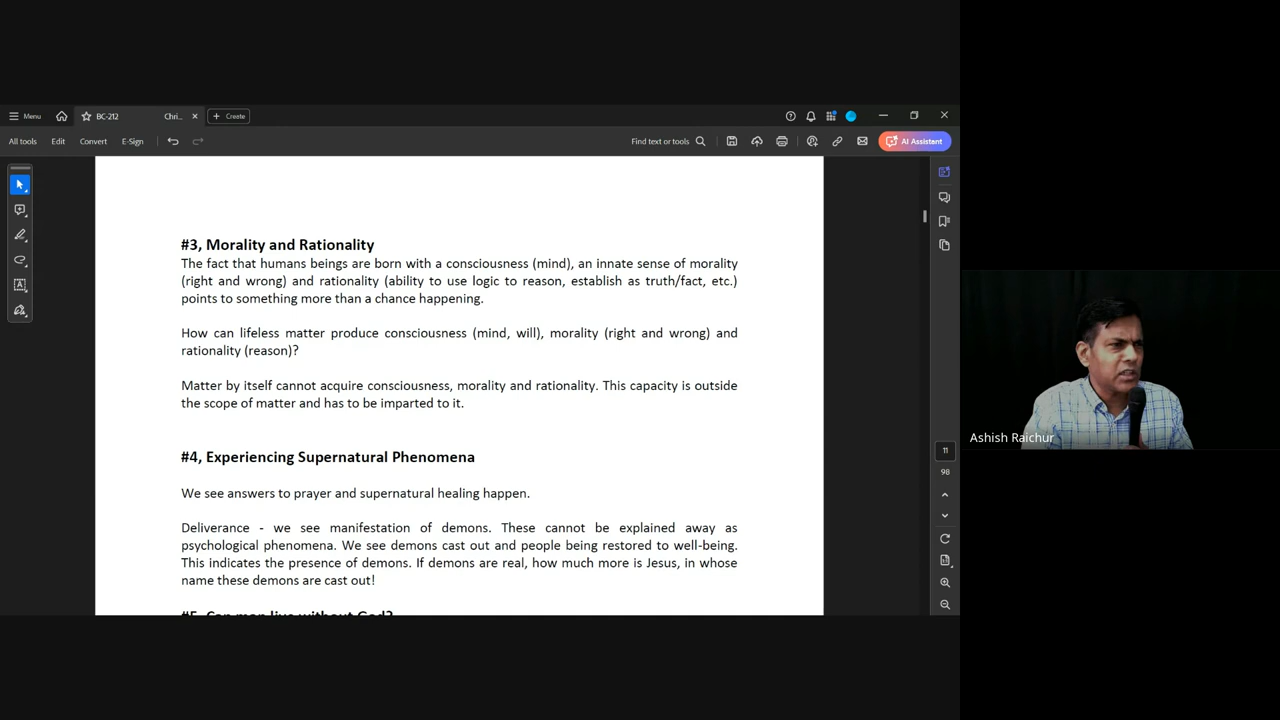 Menu
BC-212
Chri...
Create
All tools
Edit
Convert
E-Sign
Find text or tools
AI Assistant
#3, Morality and Rationality
The fact that humans beings are born with a consciousness (mind), an innate sense of morality
(right and wrong) and rationality (ability to use logic to reason, establish as truth/fact, etc.)
points to something more than a chance happening.
How can lifeless matter produce consciousness (mind, will), morality (right and wrong) and
rationality (reason)?
Matter by itself cannot acquire consciousness, morality and rationality. This capacity is outside
the scope of matter and has to be imparted to it.
#4, Experiencing Supernatural Phenomena
We see answers to prayer and supernatural healing happen.
Deliverance - we see manifestation of demons. These cannot be explained away as
psychological phenomena. We see demons cast out and people being restored to well-being.
This indicates the presence of demons. If demons are real, how much more is Jesus, in whose
name these demons are cast out!
#5, Can man live without God?
11
98
Ashish Raichur